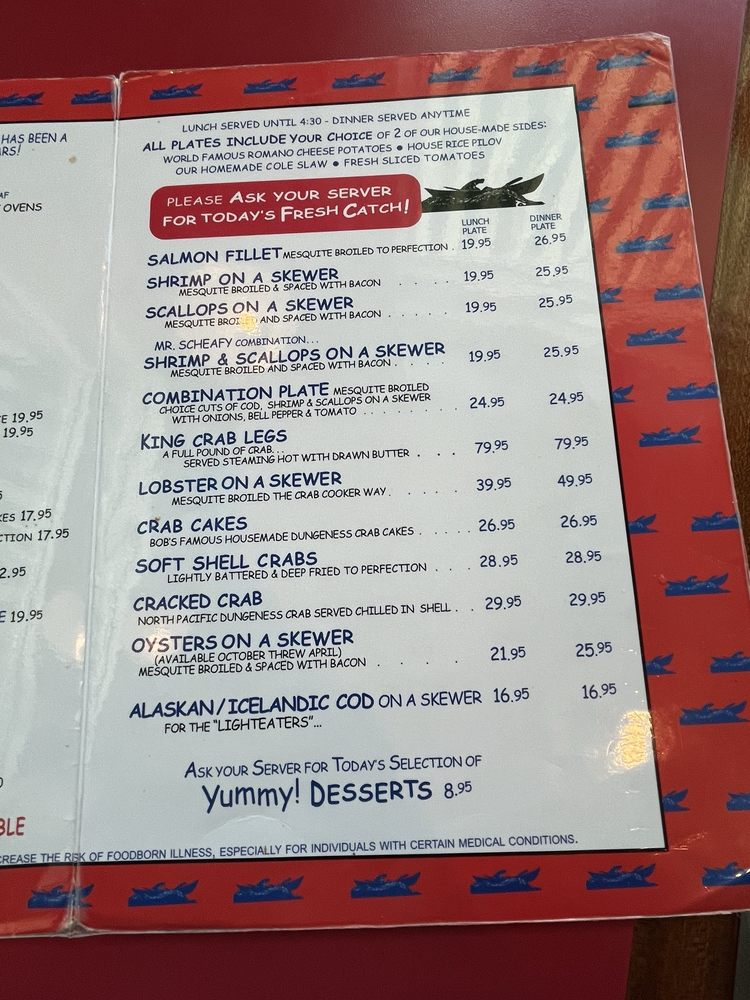 HAS BEEN A
OVENS
19.95
19.95
17.95
17.95
2.95
19.95
LUNCH SERVED UNTIL 4:30 - DINNER SERVED ANYTIME
ALL PLATES INCLUDE YOUR CHOICE OF 2 OF OUR HOUSE-MADE SIDES:
WORLD FAMOUS ROMANO CHEESE POTATOES ● HOUSE RICE PILOV
OUR HOMEMADE COLE SLAW ● FRESH SLICED TOMATOES
PLEASE ASK YOUR SERVER
FOR TODAY'S FRESH CATCH!
LUNCH PLATE DINNER PLATE
SALMON FILLET MESQUITE BROILED TO PERFECTION . 19.95 26.95
SHRIMP ON A SKEWER
MESQUITE BROILED & SPACED WITH BACON . . . . 19.95 25.95
SCALLOPS ON A SKEWER
MESQUITE BROILED AND SPACED WITH BACON . . . . . 19.95 25.95
MR. SCHEAFY COMBINATION...
SHRIMP & SCALLOPS ON A SKEWER
MESQUITE BROILED AND SPACED WITH BACON . . . . 19.95 25.95
COMBINATION PLATE MESQUITE BROILED
CHOICE CUTS OF COD, SHRIMP & SCALLOPS ON A SKEWER
WITH ONIONS, BELL PEPPER & TOMATO . . . . . . . . 24.95 24.95
KING CRAB LEGS
A FULL POUND OF CRAB...
SERVED STEAMING HOT WITH DRAWN BUTTER . . . 79.95 79.95
LOBSTER ON A SKEWER
MESQUITE BROILED THE CRAB COOKER WAY . . . . . 39.95 49.95
CRAB CAKES
BOB'S FAMOUS HOUSEMADE DUNGENESS CRAB CAKES . . . . . 26.95 26.95
SOFT SHELL CRABS
LIGHTLY BATTERED & DEEP FRIED TO PERFECTION . . . 28.95 28.95
CRACKED CRAB
NORTH PACIFIC DUNGENESS CRAB SERVED CHILLED IN SHELL . . 29.95 29.95
OYSTERS ON A SKEWER
(AVAILABLE OCTOBER THREW APRIL)
MESQUITE BROILED & SPACED WITH BACON . . . 21.95 25.95
ALASKAN/ICELANDIC COD ON A SKEWER 16.95 16.95
FOR THE "LIGHTEATERS"...
ASK YOUR SERVER FOR TODAY'S SELECTION OF
Yummy! DESSERTS 8.95
CREASE THE RISK OF FOODBORN ILLNESS, ESPECIALLY FOR INDIVIDUALS WITH CERTAIN MEDICAL CONDITIONS.